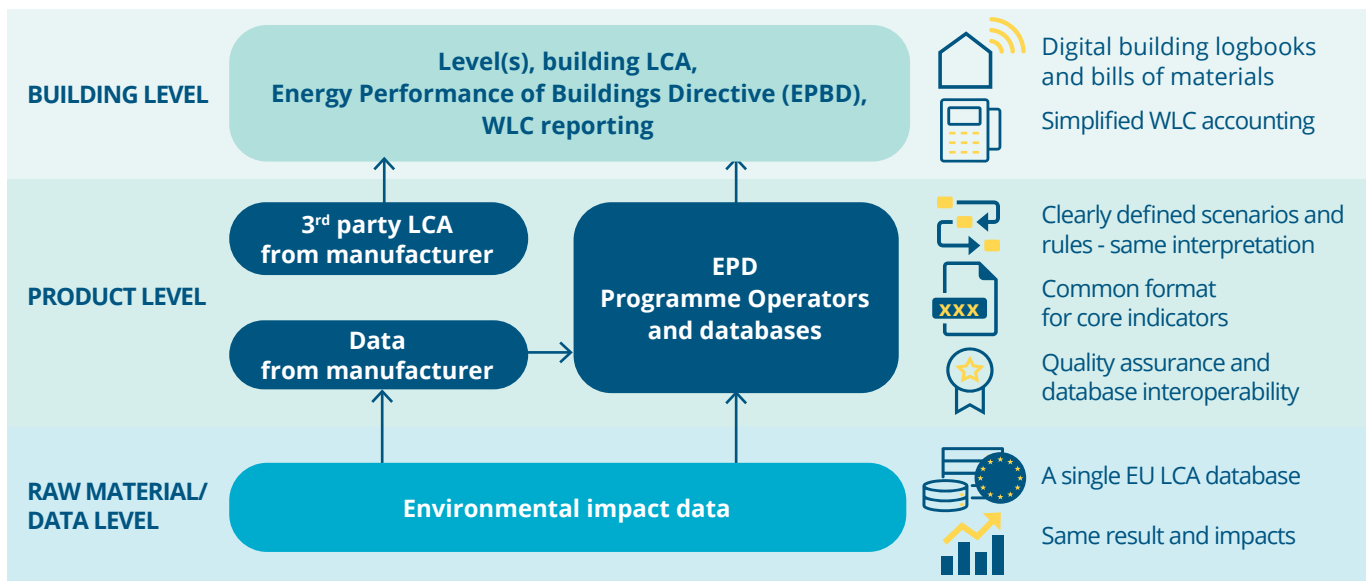 BUILDING LEVEL
Level(s), building LCA,
Energy Performance of Buildings Directive (EPBD),
WLC reporting
Digital building logbooks
and bills of materials
Simplified WLC accounting
PRODUCT LEVEL
3rd party LCA
from manufacturer
Data
from manufacturer
EPD
Programme Operators
and databases
Clearly defined scenarios and
rules - same interpretation
xxx
Common format
for core indicators
Quality assurance and
database interoperability
RAW MATERIAL/
DATA LEVEL
Environmental impact data
A single EU LCA database
Same result and impacts